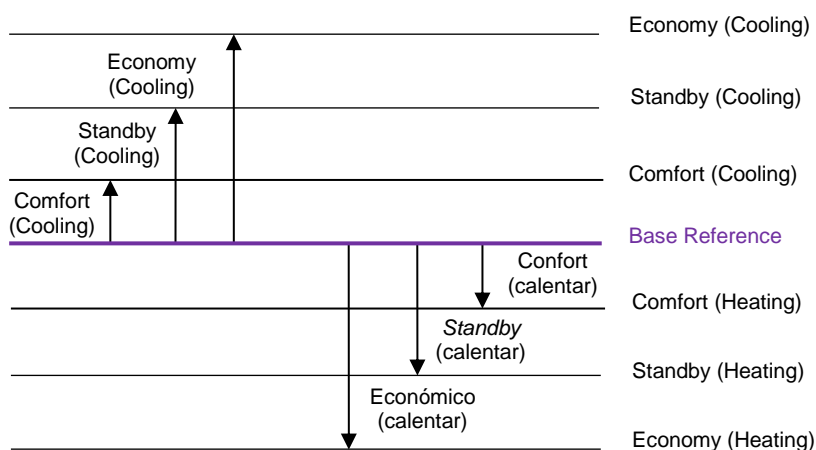 Economy (Cooling)
Economy
(Cooling)
Standby (Cooling)
Standby
(Cooling)
Comfort (Cooling)
Comfort
(Cooling)
Base Reference
Confort
(calentar)
Comfort (Heating)
Standby
(calentar)
Standby (Heating)
Económico
(calentar)
Economy (Heating)